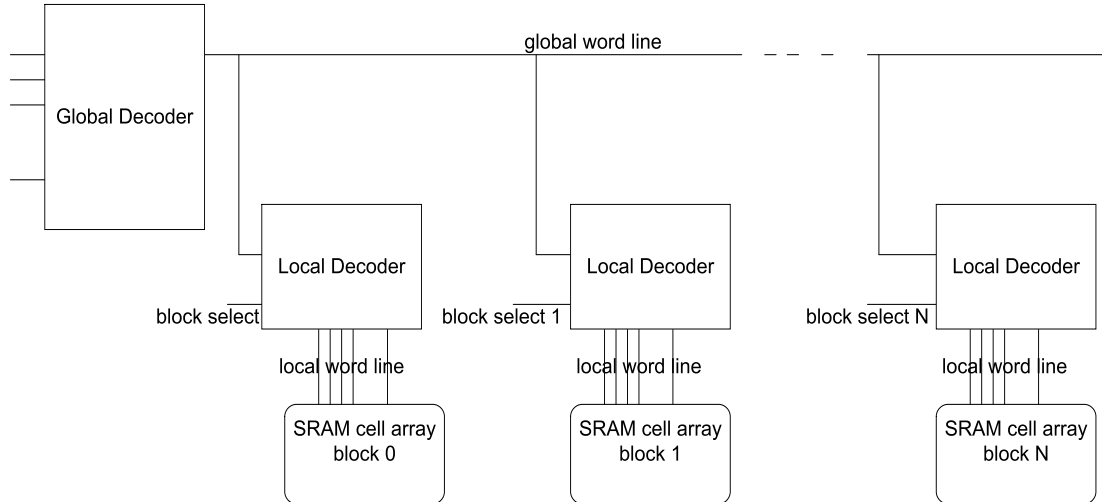 global word line
Global Decoder
Local Decoder
Local Decoder
Local Decoder
block select
block select 1
block select N
local word line
local word line
local word line
SRAM cell array
block 0
SRAM cell array
block 1
SRAM cell array
block N